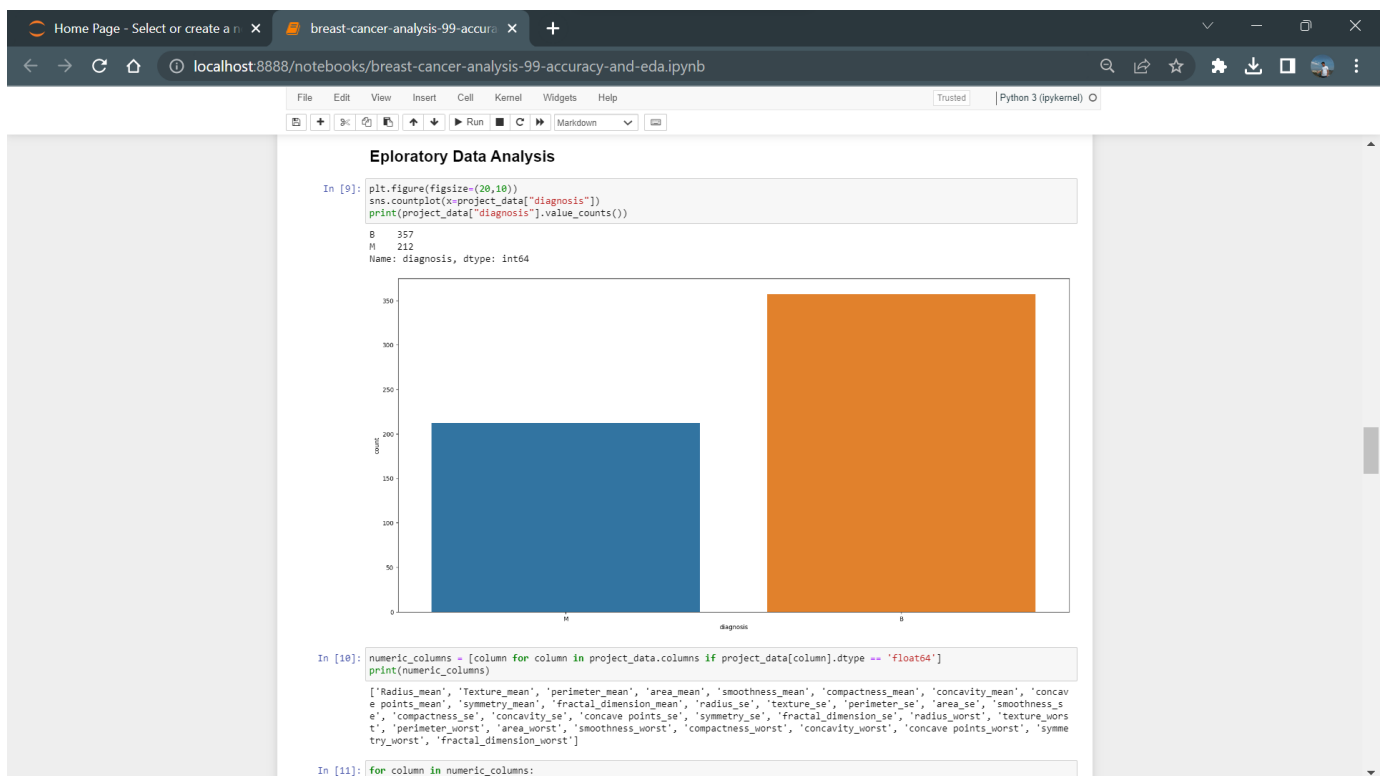 Home Page - Select or create a n
breast-cancer-analysis-99-accura
localhost:8888/notebooks/breast-cancer-analysis-99-accuracy-and-eda.ipynb
File Edit View Insert Cell Kernel Widgets Help
Trusted
Python 3 (ipykernel)
Run
Markdown
Eploratory Data Analysis
In [9]: plt.figure(figsize=(20,10))
sns.countplot(x=project_data["diagnosis"])
print(project_data["diagnosis"].value_counts())
B 357
M 212
Name: diagnosis, dtype: int64
350
300
250
200
150
100
50
0
count
M
B
diagnosis
In [10]: numeric_columns = [column for column in project_data.columns if project_data[column].dtype == 'float64']
print(numeric_columns)
['Radius_mean', 'Texture_mean', 'perimeter_mean', 'area_mean', 'smoothness_mean', 'compactness_mean', 'concavity_mean', 'concav
e points_mean', 'symmetry_mean', 'fractal_dimension_mean', 'radius_se', 'texture_se', 'perimeter_se', 'area_se', 'smoothness_s
e', 'compactness_se', 'concavity_se', 'concave points_se', 'symmetry_se', 'fractal_dimension_se', 'radius_worst', 'texture_wors
t', 'perimeter_worst', 'area_worst', 'smoothness_worst', 'compactness_worst', 'concavity_worst', 'concave points_worst', 'symme
try_worst', 'fractal_dimension_worst']
In [11]: for column in numeric_columns: